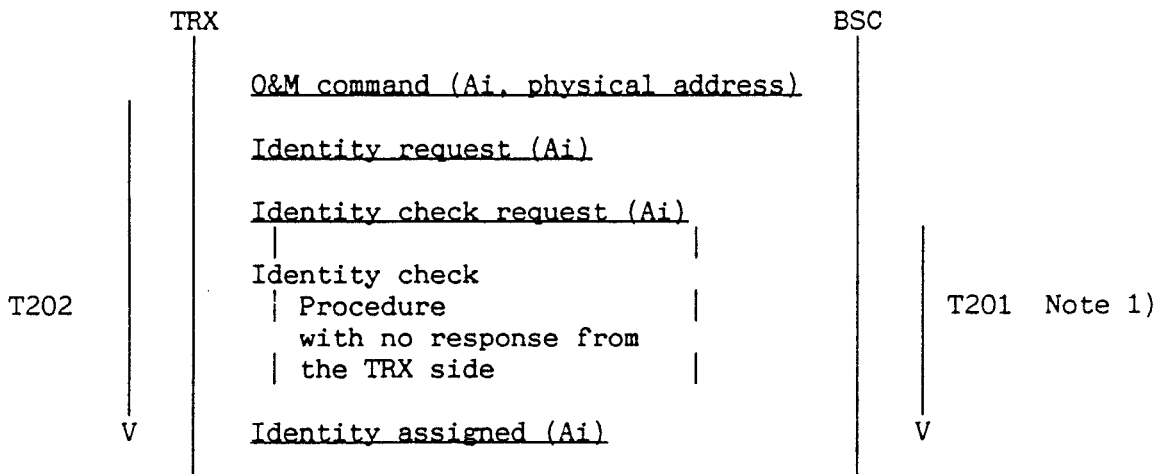 TRX BSC
O&M command (Ai, physical address)
Identity request (Ai)
Identity check request (Ai)
Identity check
Procedure
T202 T201 Note 1)
with no response from
the TRX side
V V
Identity assigned (Ai)